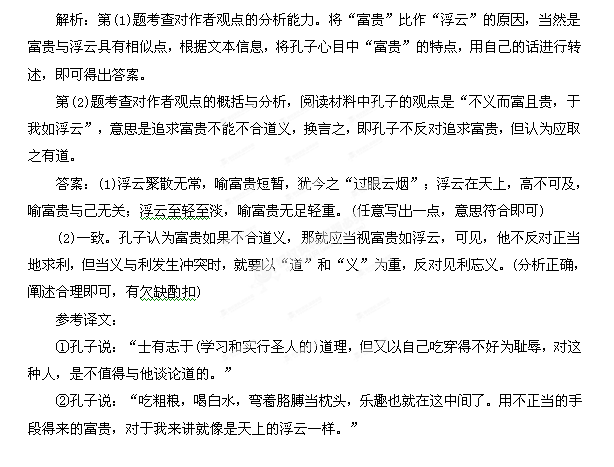 解析：第(1)题考查对作者观点的分析能力。将“富贵”比作“浮云”的原因，当然是
富贵与浮云具有相似点，根据文本信息，将孔子心目中“富贵”的特点，用自己的话进行转
述，即可得出答案。
第(2)题考查对作者观点的概括与分析，阅读材料中孔子的观点是“不义而富且贵，于
我如浮云”，意思是追求富贵不能不合道义，换言之，即孔子不反对追求富贵，但认为应取
之有道。
答案：(1)浮云聚散无常，喻富贵短暂，犹今之“过眼云烟”；浮云在天上，高不可及，
喻富贵与己无关；浮云至轻至淡，喻富贵无足轻重。(任意写出一点，意思符合即可)
(2)一致。孔子认为富贵如果不合道义，那就应当视富贵如浮云，可见，他不反对正当
地求利，但当义与利发生冲突时，就要以“道”和“义”为重，反对见利忘义。(分析正确，
阐述合理即可，有欠缺酌扣)
参考译文：
①孔子说：“士有志于(学习和实行圣人的)道理，但又以自己吃穿得不好为耻辱，对这
种人，是不值得与他谈论道的。”
②孔子说：“吃粗粮，喝白水，弯着胳膊当枕头，乐趣也就在这中间了。用不正当的手
段得来的富贵，对于我来讲就像是天上的浮云一样。”